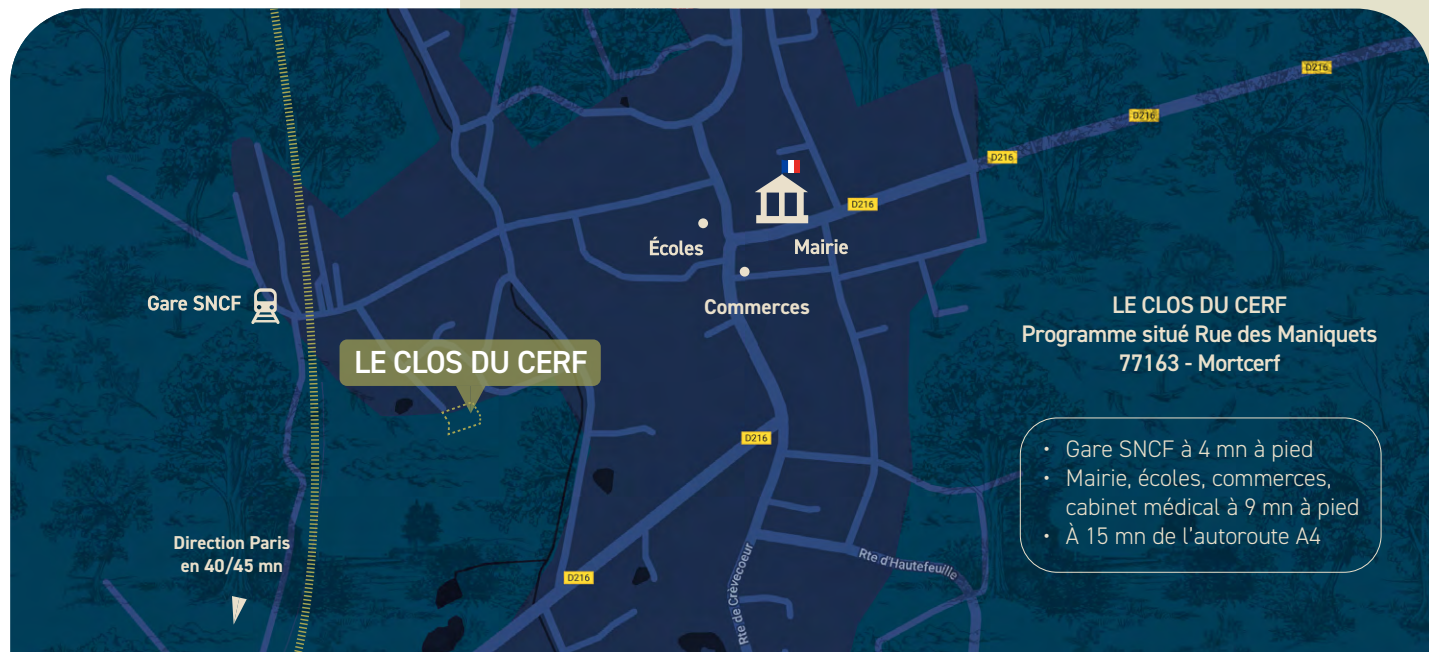 D216
D216
D216
D216
Écoles
Mairie
Gare SNCF
Commerces
LE CLOS DU CERF
LE CLOS DU CERF
Programme situé Rue des Maniquets
77163 - Mortcerf
D216
• Gare SNCF à 4 mn à pied
• Mairie, écoles, commerces,
cabinet médical à 9 mn à pied
• À 15 mn de l'autoroute A4
Direction Paris
en 40/45 mn
D216
Rte de Crèvecoeur
Rte d'Hautefeuille